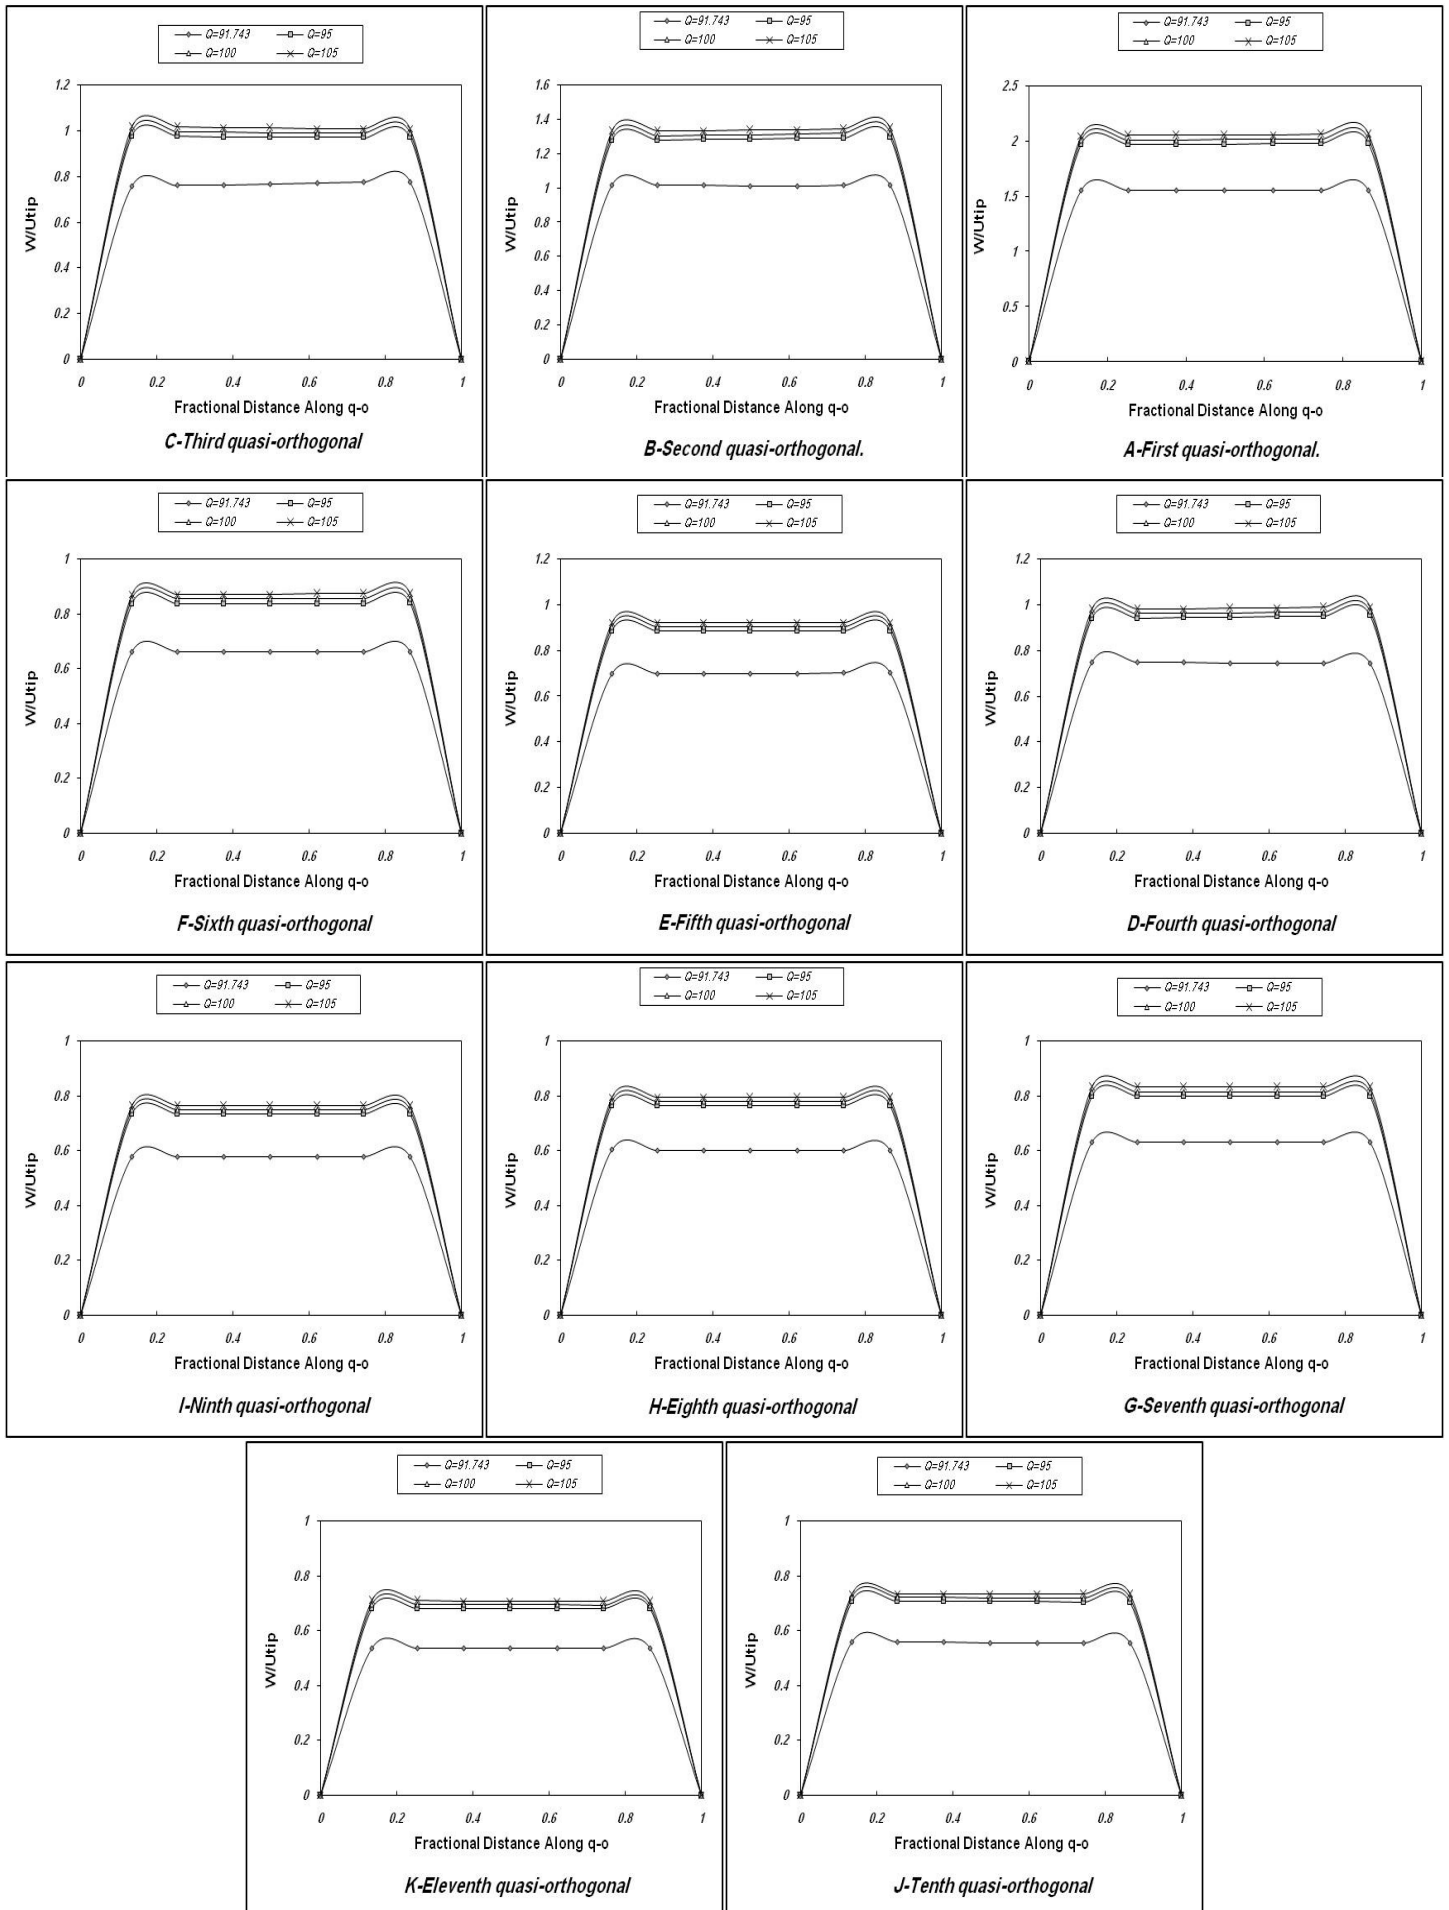 Q=91.743 Q=95
Q=100 Q=105
1.2
1
0.8
0.6
0.4
0.2
0
W/Utip
0 0.2 0.4 0.6 0.8 1
Fractional Distance Along q-o
C-Third quasi-orthogonal
Q=91.743 Q=95
Q=100 Q=105
1.6
1.4
1.2
1
0.8
0.6
0.4
0.2
0
W/Utip
0 0.2 0.4 0.6 0.8 1
Fractional Distance Along q-o
B-Second quasi-orthogonal.
Q=91.743 Q=95
Q=100 Q=105
2.5
2
1.5
1
0.5
0
W/Utip
0 0.2 0.4 0.6 0.8 1
Fractional Distance Along q-o
A-First quasi-orthogonal.
Q=91.743 Q=95
Q=100 Q=105
1
0.8
0.6
0.4
0.2
0
W/Utip
0 0.2 0.4 0.6 0.8 1
Fractional Distance Along q-o
F-Sixth quasi-orthogonal
Q=91.743 Q=95
Q=100 Q=105
1.2
1
0.8
0.6
0.4
0.2
0
W/Utip
0 0.2 0.4 0.6 0.8 1
Fractional Distance Along q-o
E-Fifth quasi-orthogonal
Q=91.743 Q=95
Q=100 Q=105
1.2
1
0.8
0.6
0.4
0.2
0
W/Utip
0 0.2 0.4 0.6 0.8 1
Fractional Distance Along q-o
D-Fourth quasi-orthogonal
Q=91.743 Q=95
Q=100 Q=105
1
0.8
0.6
0.4
0.2
0
W/Utip
0 0.2 0.4 0.6 0.8 1
Fractional Distance Along q-o
I-Ninth quasi-orthogonal
Q=91.743 Q=95
Q=100 Q=105
1
0.8
0.6
0.4
0.2
0
W/Utip
0 0.2 0.4 0.6 0.8 1
Fractional Distance Along q-o
H-Eighth quasi-orthogonal
Q=91.743 Q=95
Q=100 Q=105
1
0.8
0.6
0.4
0.2
0
W/Utip
0 0.2 0.4 0.6 0.8 1
Fractional Distance Along q-o
G-Seventh quasi-orthogonal
Q=91.743 Q=95
Q=100 Q=105
1
0.8
0.6
0.4
0.2
0
W/Utip
0 0.2 0.4 0.6 0.8 1
Fractional Distance Along q-o
K-Eleventh quasi-orthogonal
Q=91.743 Q=95
Q=100 Q=105
1
0.8
0.6
0.4
0.2
0
W/Utip
0 0.2 0.4 0.6 0.8 1
Fractional Distance Along q-o
J-Tenth quasi-orthogonal